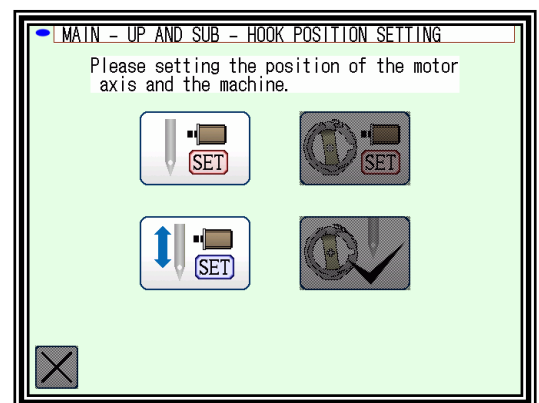 MAIN - UP AND SUB - HOOK POSITION SETTING
Please setting the position of the motor
axis and the machine.
SET
SET
SET